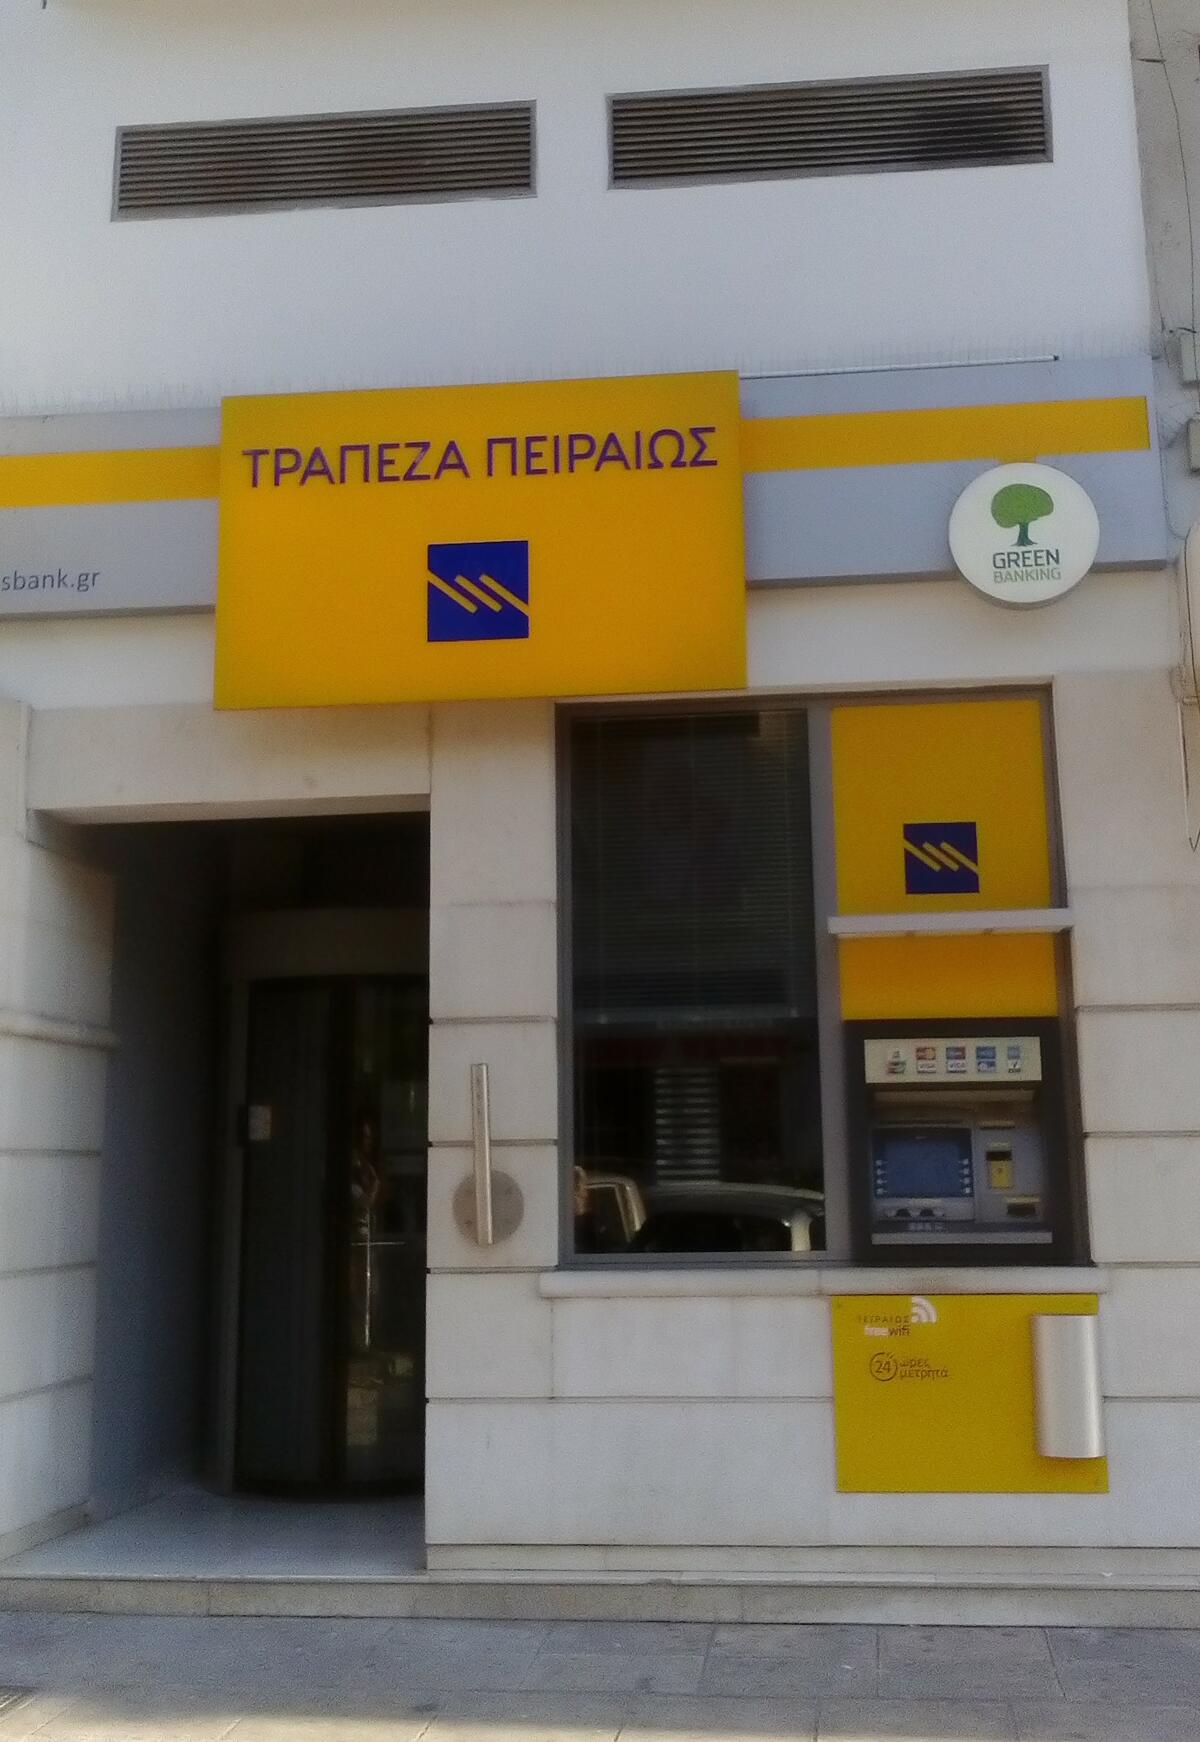 ΤΡΑΠΕΖΑ ΠΕΙΡΑΙΩΣ
sbank.gr
GREEN
BANKING
ΠΕΙΡΑΙΩΣ
free wifi
24 ώρες
μετρητά